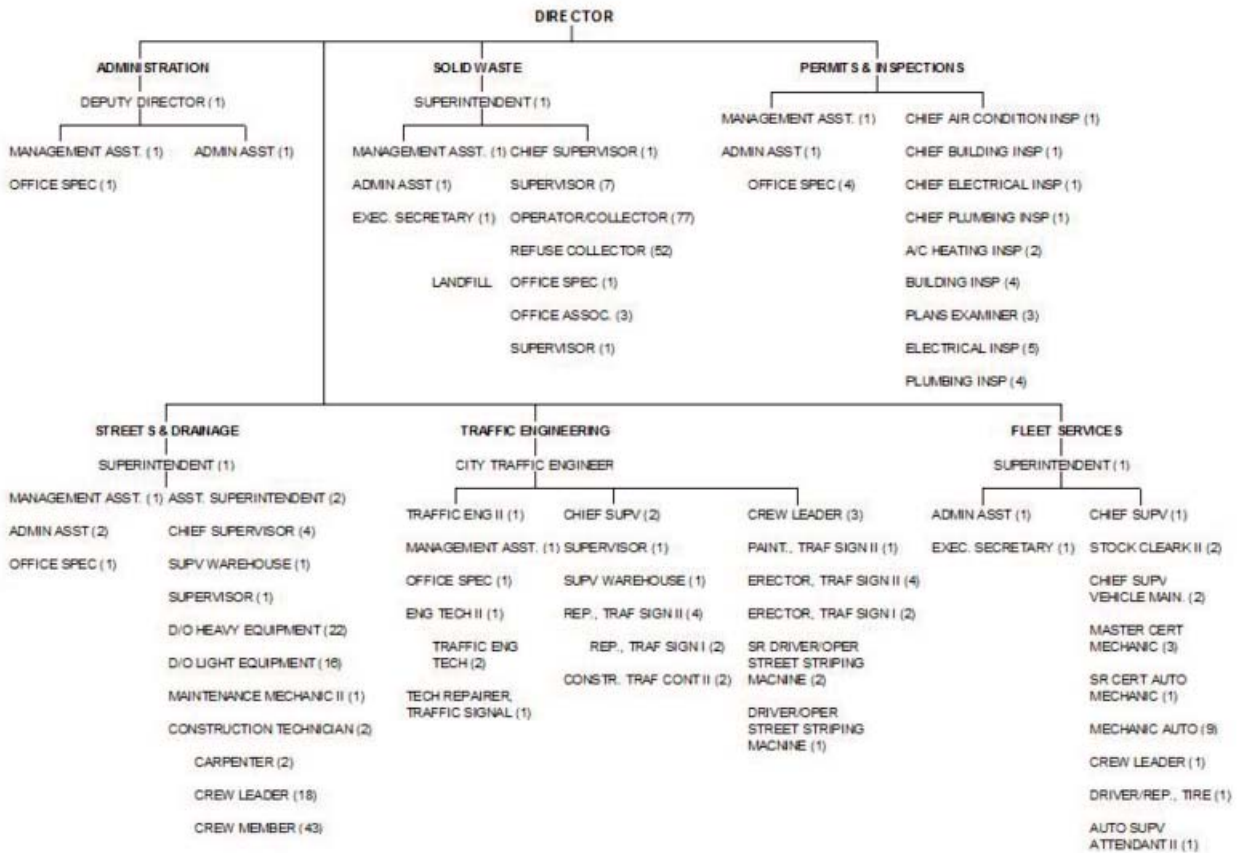 DIRECTOR
ADMINISTRATION
DEPUTY DIRECTOR (1)
MANAGEMENT ASST. (1)
OFFICE SPEC (1)
ADMIN ASST (1)
SOLID WASTE
SUPERINTENDENT (1)
MANAGEMENT ASST. (1)
ADMIN ASST (1)
EXEC. SECRETARY (1)
CHIEF SUPERVISOR (1)
SUPERVISOR (7)
OPERATOR/COLLECTOR (77)
REFUSE COLLECTOR (52)
LANDFILL
OFFICE SPEC (1)
OFFICE ASSOC. (3)
SUPERVISOR (1)
PERMITS & INSPECTIONS
MANAGEMENT ASST. (1)
ADMIN ASST (1)
OFFICE SPEC (4)
CHIEF AIR CONDITION INSP (1)
CHIEF BUILDING INSP (1)
CHIEF ELECTRICAL INSP (1)
CHIEF PLUMBING INSP (1)
A/C HEATING INSP (2)
BUILDING INSP (4)
PLANS EXAMINER (3)
ELECTRICAL INSP (5)
PLUMBING INSP (4)
STREETS & DRAINAGE
SUPERINTENDENT (1)
MANAGEMENT ASST. (1)
ADMIN ASST (2)
OFFICE SPEC (1)
ASST. SUPERINTENDENT (2)
CHIEF SUPERVISOR (4)
SUPV WAREHOUSE (1)
SUPERVISOR (1)
D/O HEAVY EQUIPMENT (22)
D/O LIGHT EQUIPMENT (16)
MAINTENANCE MECHANIC II (1)
CONSTRUCTION TECHNICIAN (2)
CARPENTER (2)
CREW LEADER (18)
CREW MEMBER (43)
TRAFFIC ENGINEERING
CITY TRAFFIC ENGINEER
TRAFFIC ENG II (1)
MANAGEMENT ASST. (1)
OFFICE SPEC (1)
ENG TECH II (1)
TRAFFIC ENG
TECH (2)
TECH REPAIRER,
TRAFFIC SIGNAL (1)
CHIEF SUPV (2)
SUPERVISOR (1)
SUPV WAREHOUSE (1)
REP., TRAF SIGN II (4)
REP., TRAF SIGN I (2)
CONSTR. TRAF CONT II (2)
CREW LEADER (3)
PAINT., TRAF SIGN II (1)
ERECTOR, TRAF SIGN II (4)
ERECTOR, TRAF SIGN I (2)
SR DRIVER/OPER
STREET STRIPING
MACNINE (2)
DRIVER/OPER
STREET STRIPING
MACNINE (1)
FLEET SERVICES
SUPERINTENDENT (1)
ADMIN ASST (1)
EXEC. SECRETARY (1)
CHIEF SUPV (1)
STOCK CLEARK II (2)
CHIEF SUPV
VEHICLE MAIN. (2)
MASTER CERT
MECHANIC (3)
SR CERT AUTO
MECHANIC (1)
MECHANIC AUTO (9)
CREW LEADER (1)
DRIVER/REP., TIRE (1)
AUTO SUPV
ATTENDANT II (1)